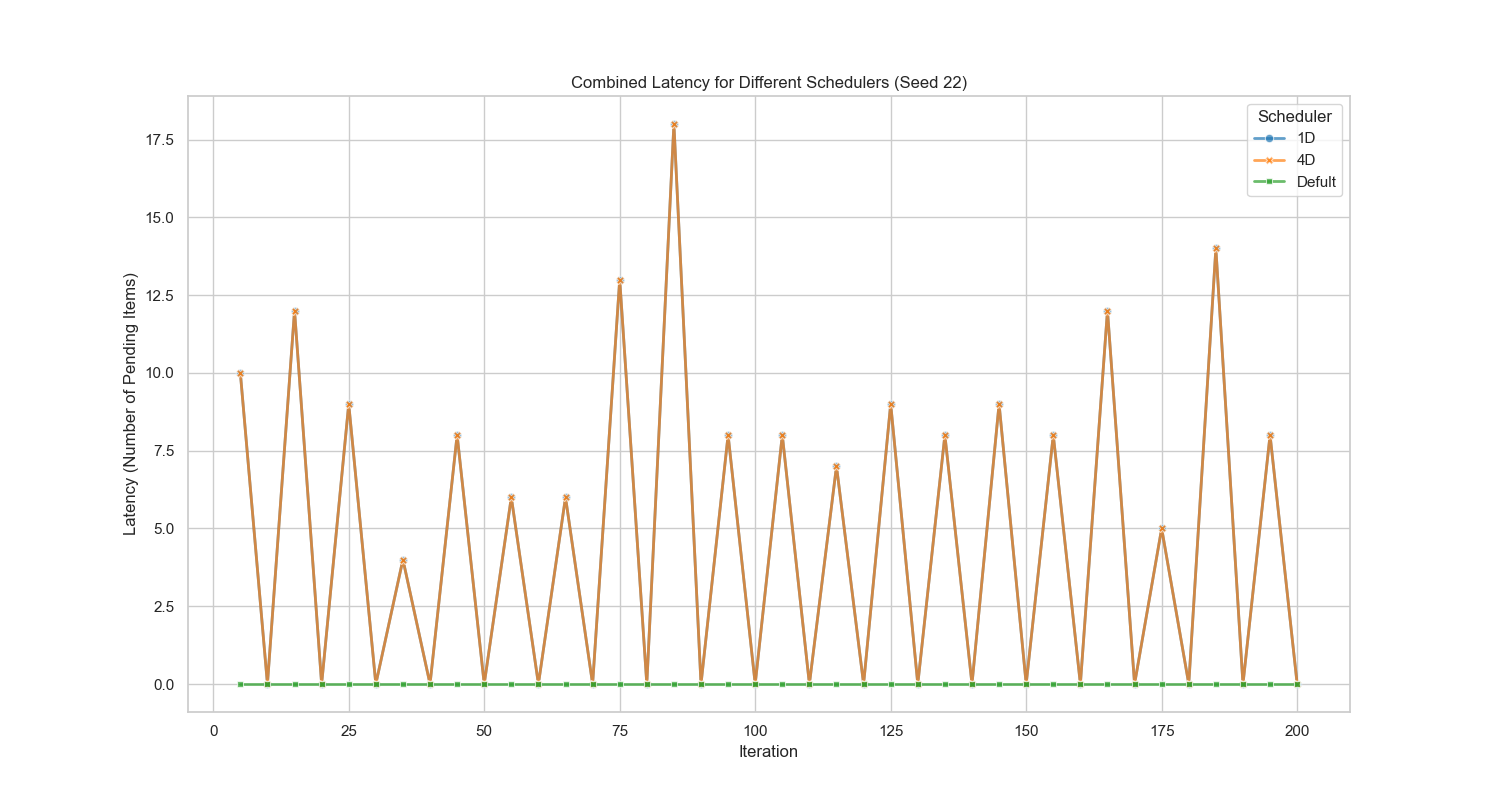 Combined Latency for Different Schedulers (Seed 22)
Scheduler
1D
4D
Defult
Latency (Number of Pending Items)
17.5
15.0
12.5
10.0
7.5
5.0
2.5
0.0
0 25 50 75 100 125 150 175 200
Iteration